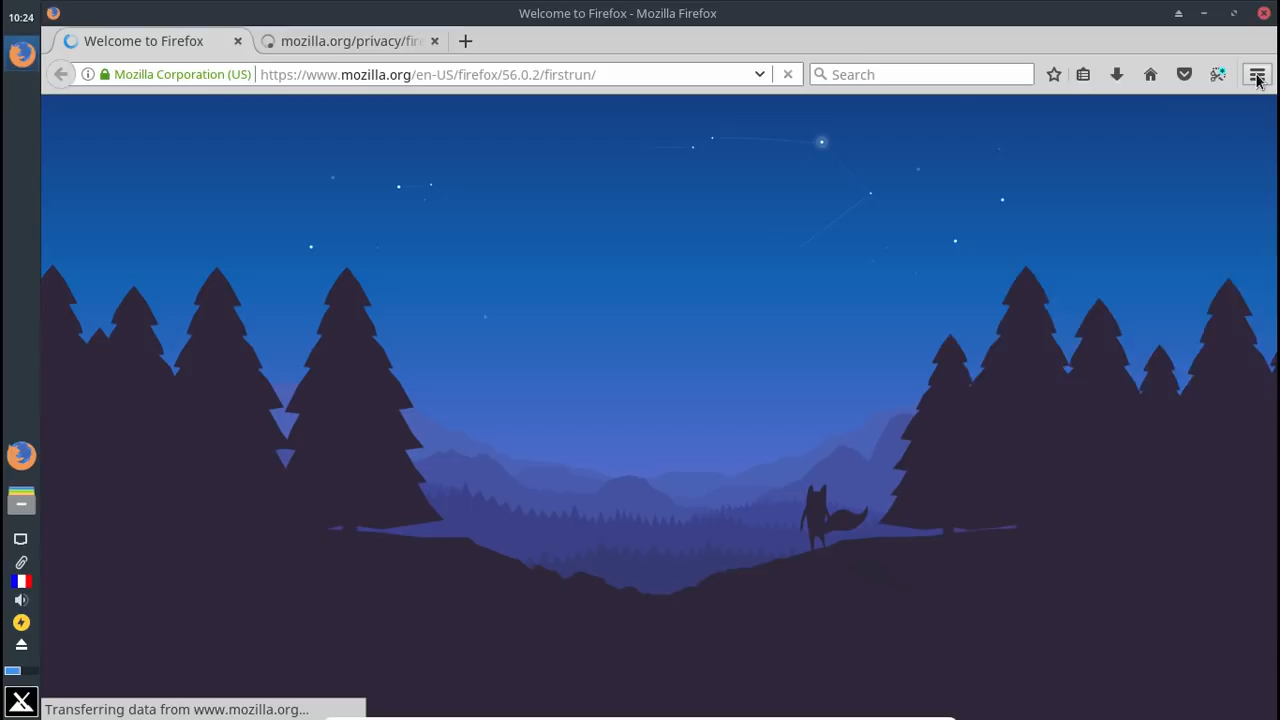 10:24
Welcome to Firefox - Mozilla Firefox
Welcome to Firefox
mozilla.org/privacy/fire
Mozilla Corporation (US)
https://www.mozilla.org/en-US/firefox/56.0.2/firstrun/
Search
Transferring data from www.mozilla.org...